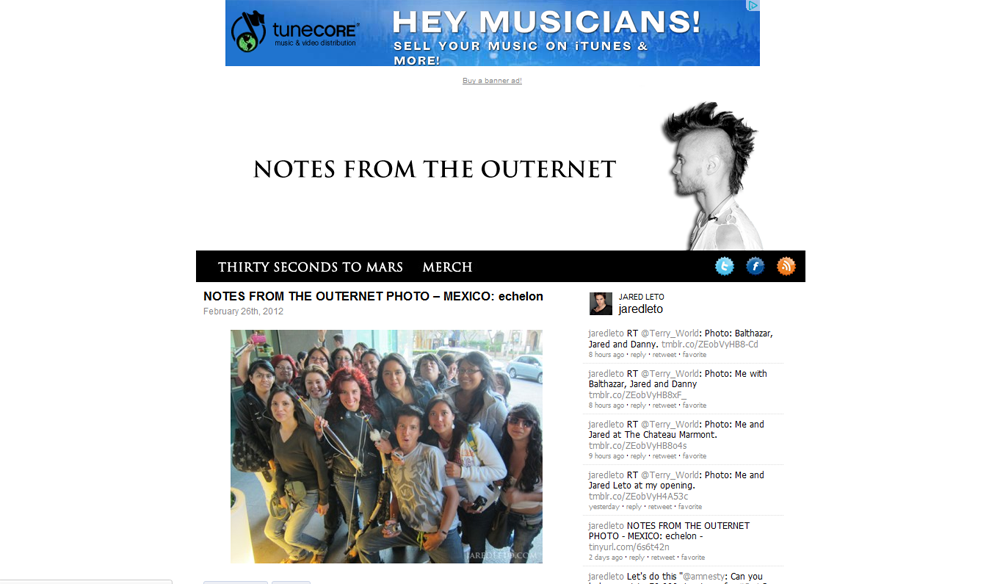 tunecore®
music & video distribution
HEY MUSICIANS!
SELL YOUR MUSIC ON iTUNES &
MORE!
Buy a banner ad!
NOTES FROM THE OUTERNET
THIRTY SECONDS TO MARS MERCH
NOTES FROM THE OUTERNET PHOTO – MEXICO: echelon
February 26th, 2012
JAREDLETO.COM
JARED LETO
jaredleto
jaredleto RT @Terry_World: Photo: Balthazar,
Jared and Danny. tmblr.co/ZEobVyHB8-Cd
8 hours ago · reply · retweet · favorite
jaredleto RT @Terry_World: Photo: Me with
Balthazar, Jared and Danny
tmblr.co/ZEobVyHB8xF_
8 hours ago · reply · retweet · favorite
jaredleto RT @Terry_World: Photo: Me and
Jared at The Chateau Marmont.
tmblr.co/ZEobVyHB8o4s
9 hours ago · reply · retweet · favorite
jaredleto RT @Terry_World: Photo: Me and
Jared Leto at my opening.
tmblr.co/ZEobVyH4A53c
yesterday · reply · retweet · favorite
jaredleto NOTES FROM THE OUTERNET
PHOTO - MEXICO: echelon -
tinyurl.com/6s6t42n
2 days ago · reply · retweet · favorite
jaredleto Let's do this "@amnesty: Can you